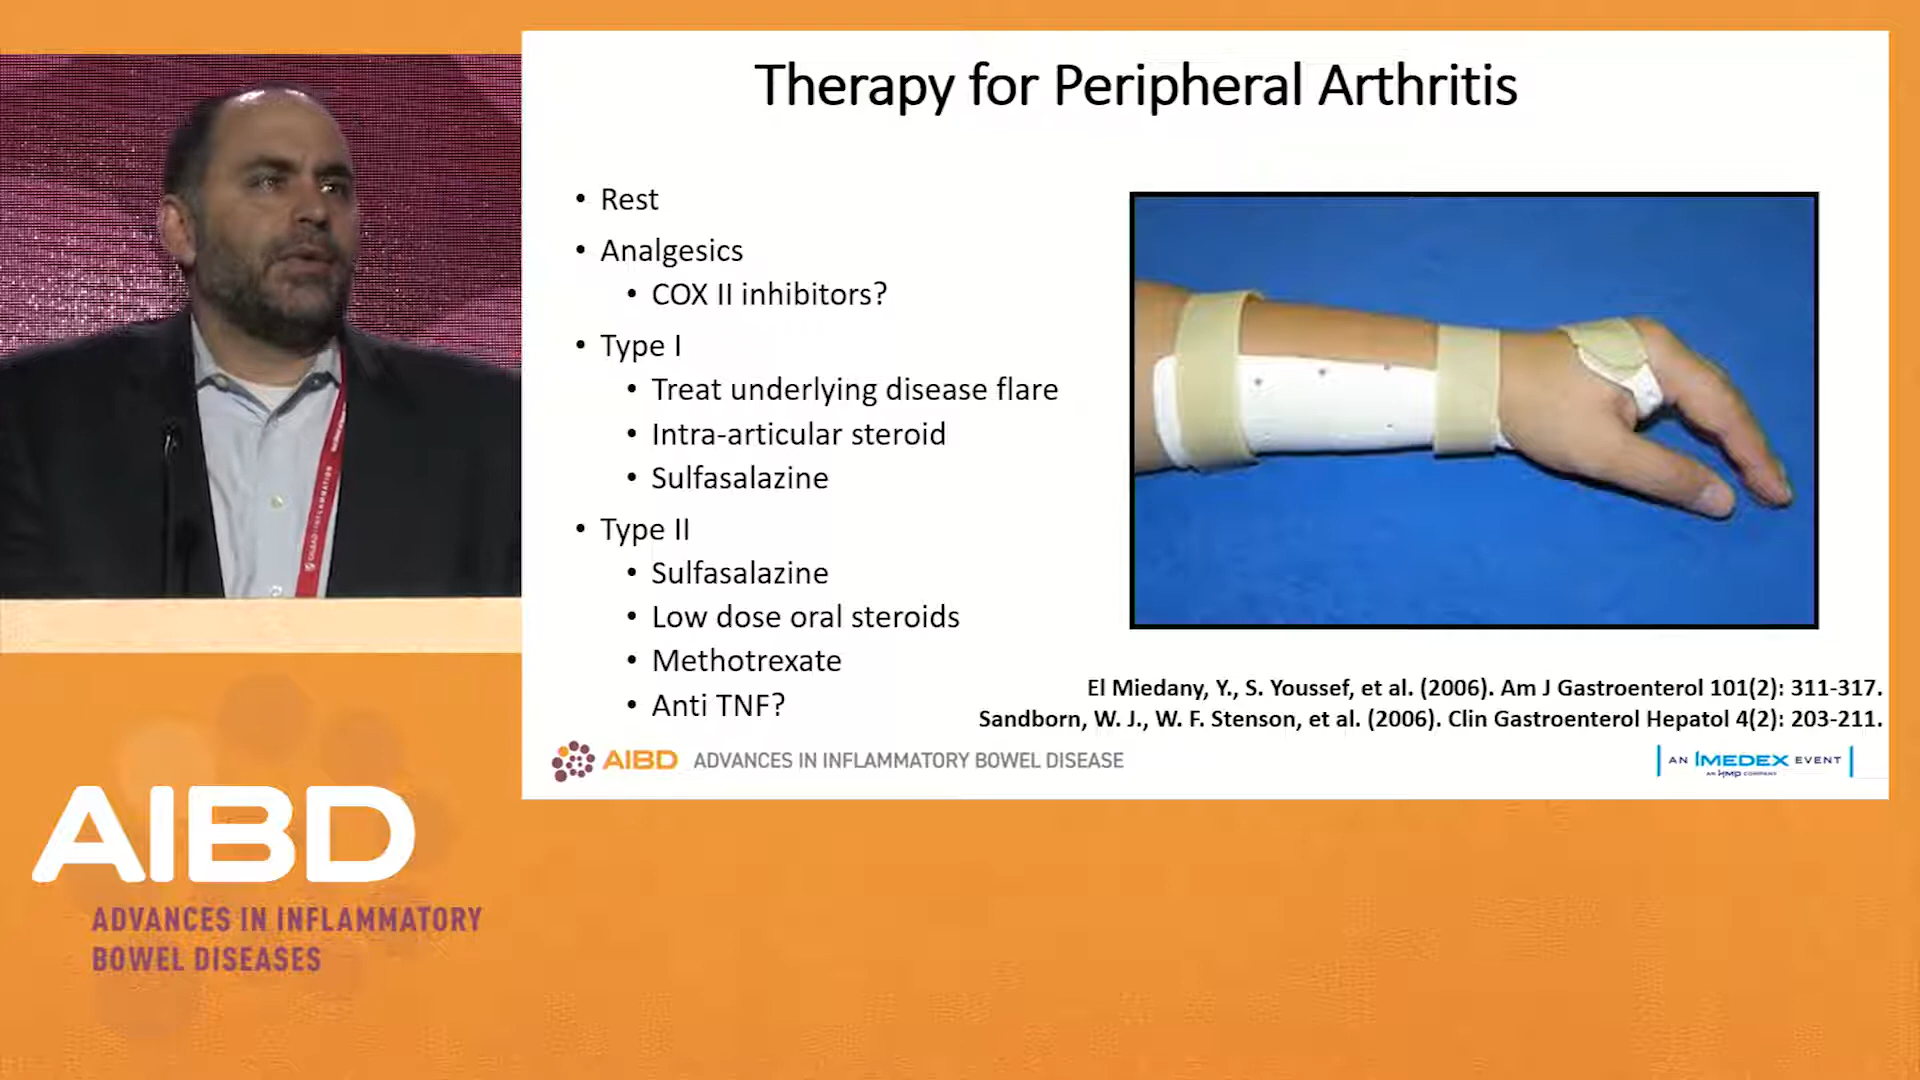 Therapy for Peripheral Arthritis
• Rest
• Analgesics
• COX II inhibitors?
• Type I
• Treat underlying disease flare
• Intra-articular steroid
• Sulfasalazine
• Type II
• Sulfasalazine
• Low dose oral steroids
• Methotrexate
• Anti TNF?
El Miedany, Y., S. Youssef, et al. (2006). Am J Gastroenterol 101(2): 311-317.
Sandborn, W. J., W. F. Stenson, et al. (2006). Clin Gastroenterol Hepatol 4(2): 203-211.
AIBD ADVANCES IN INFLAMMATORY BOWEL DISEASE
AN IMEDEX EVENT
AN HMP COMPANY
AIBD
ADVANCES IN INFLAMMATORY
BOWEL DISEASES